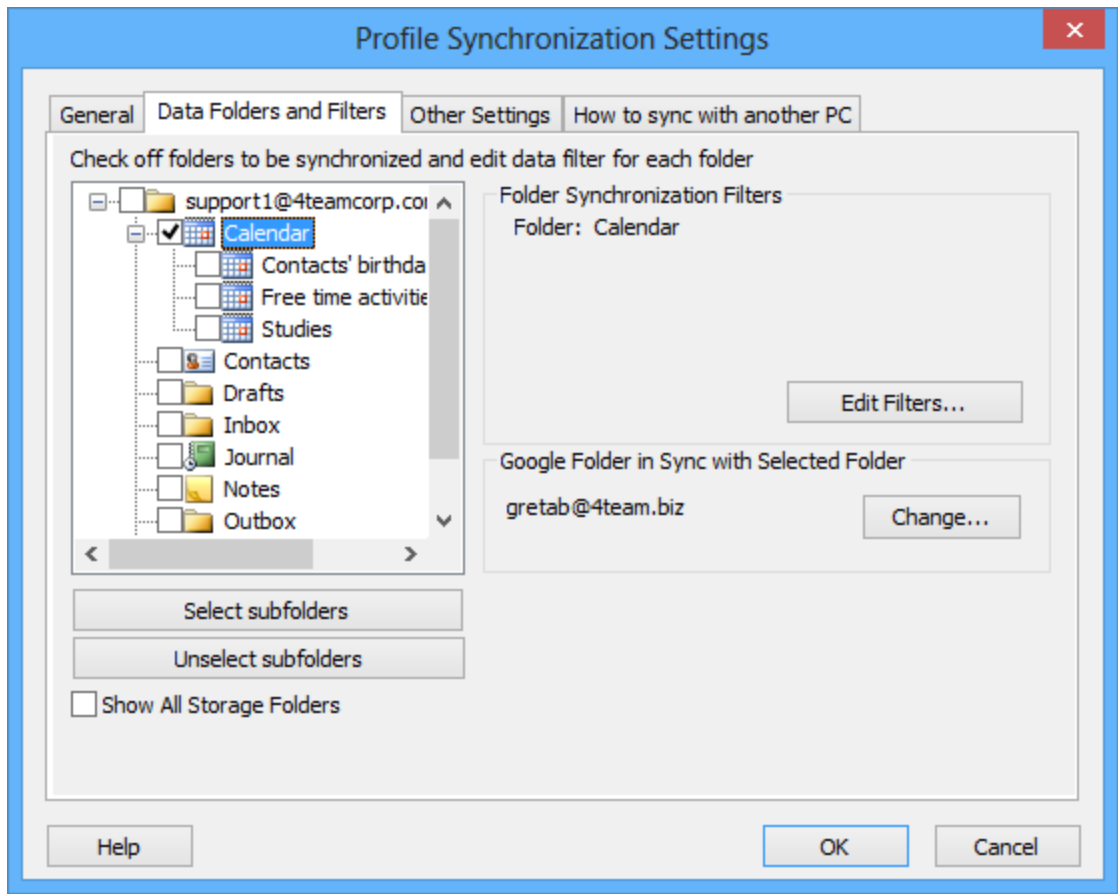 Profile Synchronization Settings
General
Data Folders and Filters
Other Settings
How to sync with another PC
Check off folders to be synchronized and edit data filter for each folder
support1@4teamcorp.co
Calendar
Contacts' birthda
Free time activitie
Studies
Contacts
Drafts
Inbox
Journal
Notes
Outbox
Select subfolders
Unselect subfolders
Show All Storage Folders
Folder Synchronization Filters
Folder: Calendar
Edit Filters...
Google Folder in Sync with Selected Folder
gretab@4team.biz
Change...
Help
OK
Cancel